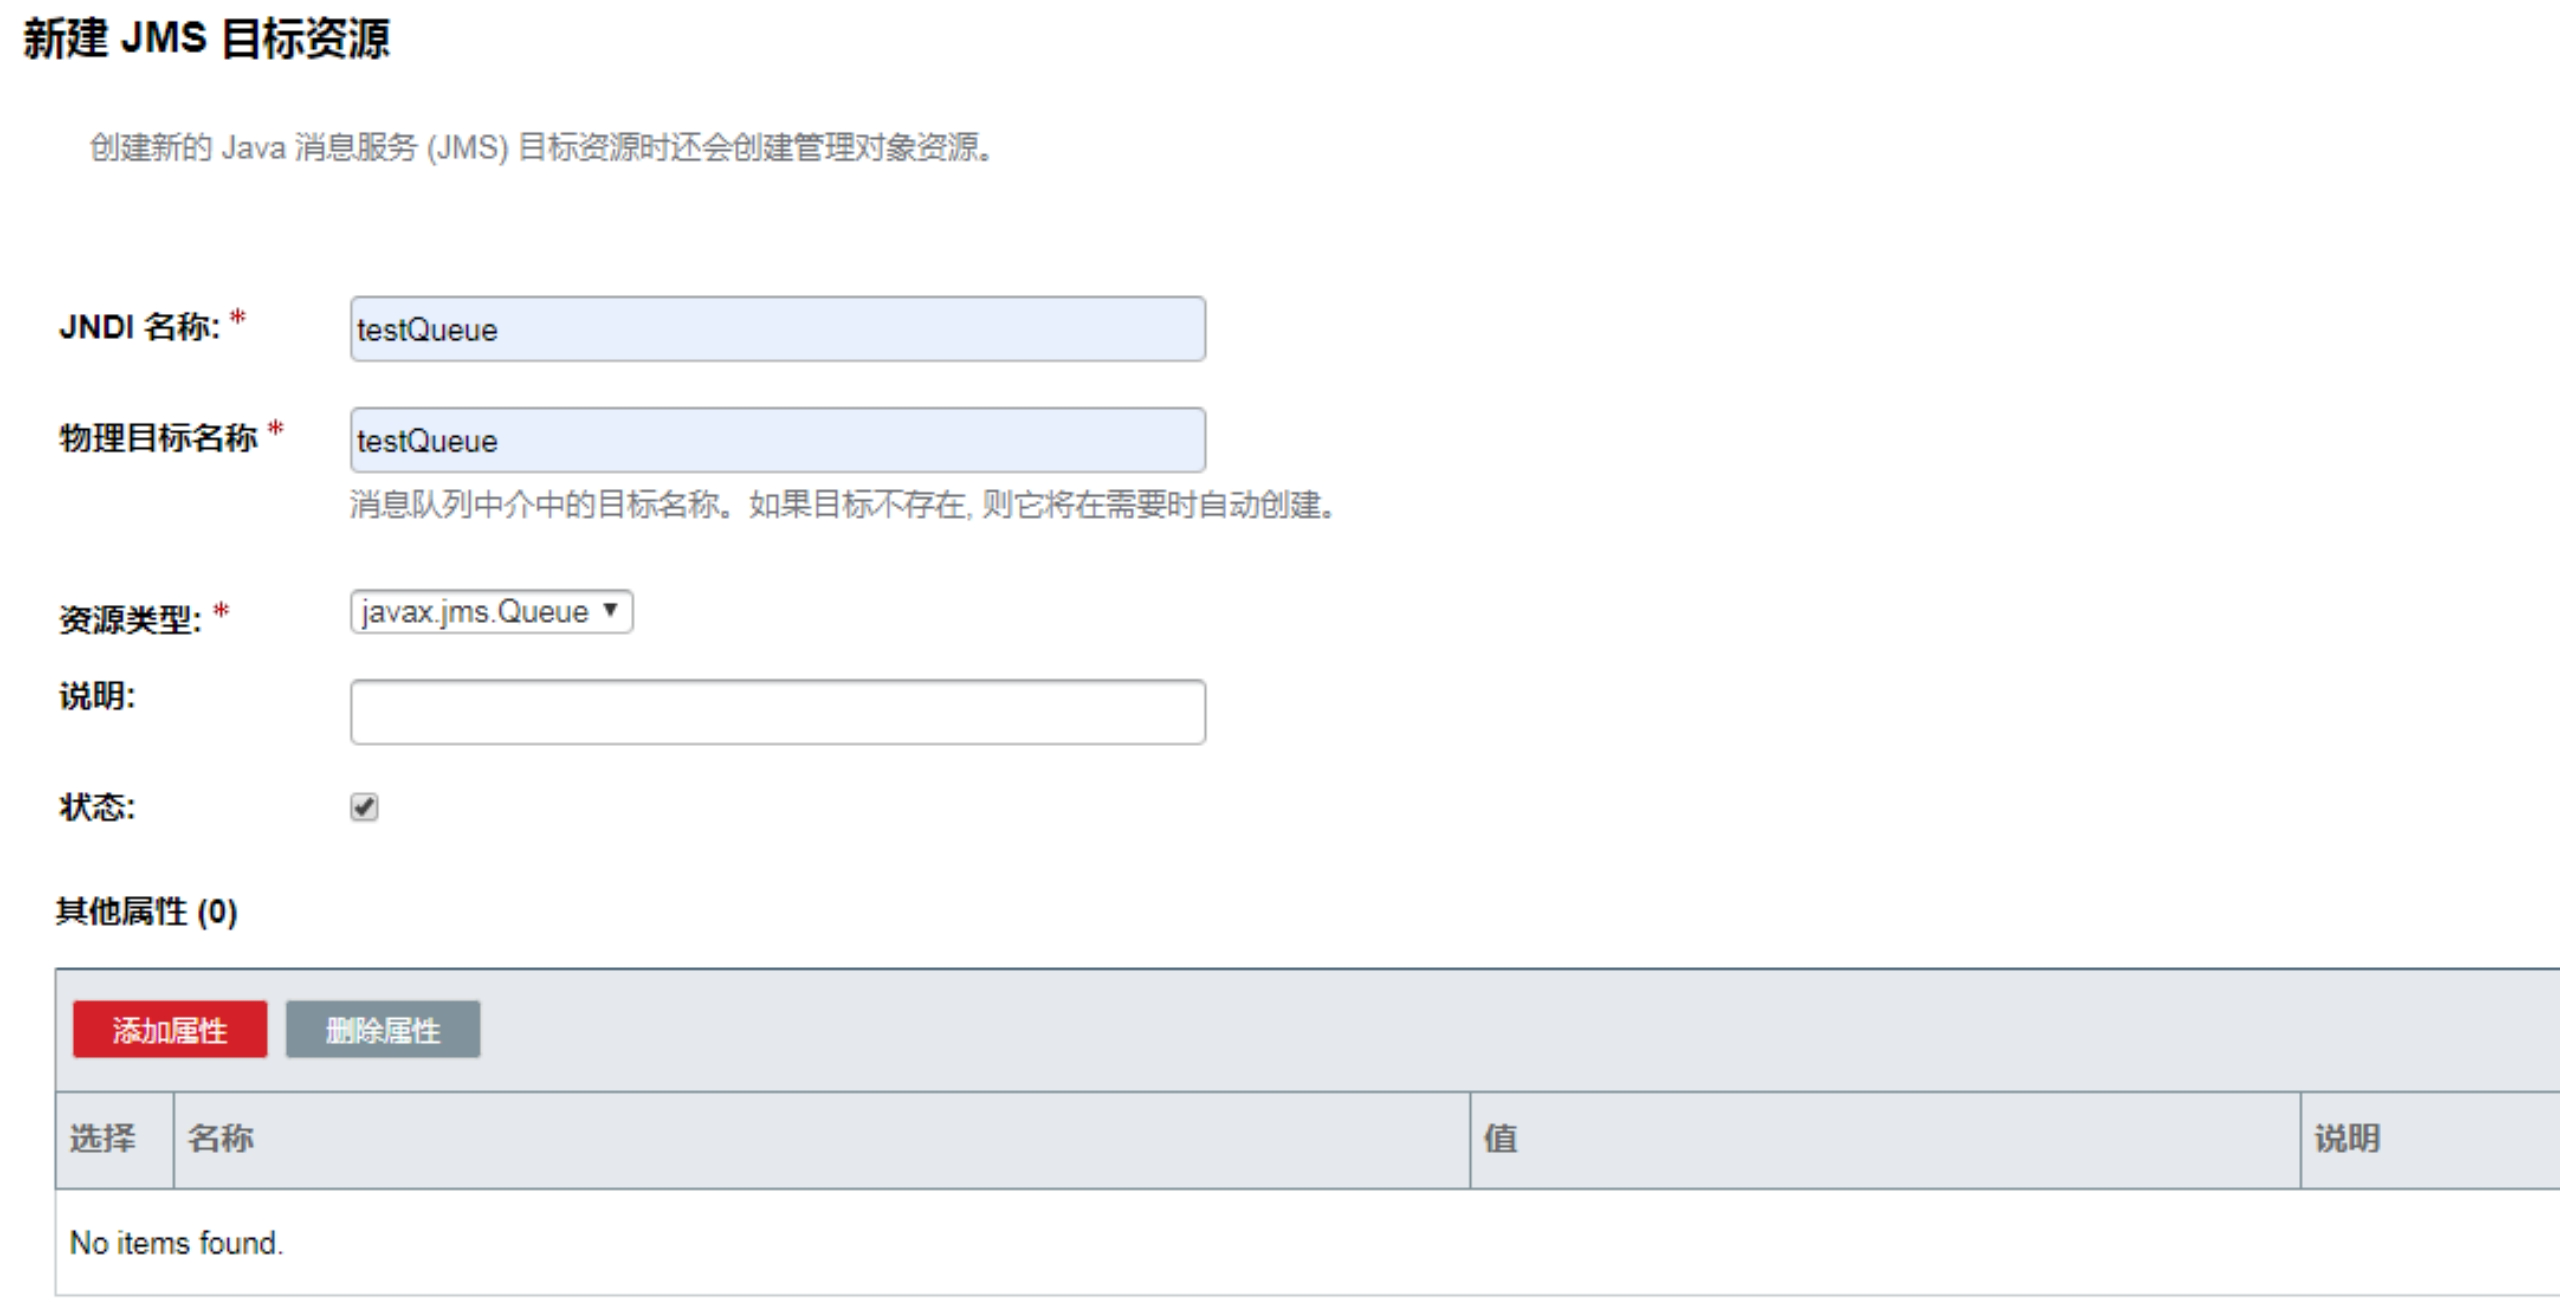 新建 JMS 目标资源
创建新的 Java 消息服务 (JMS) 目标资源时还会创建管理对象资源。
JNDI 名称: * testQueue
物理目标名称 * testQueue
消息队列中介中的目标名称。如果目标不存在, 则它将在需要时自动创建。
资源类型: * javax.jms.Queue
说明:
状态:
其他属性 (0)
添加属性 删除属性
选择 名称 值 说明
No items found.